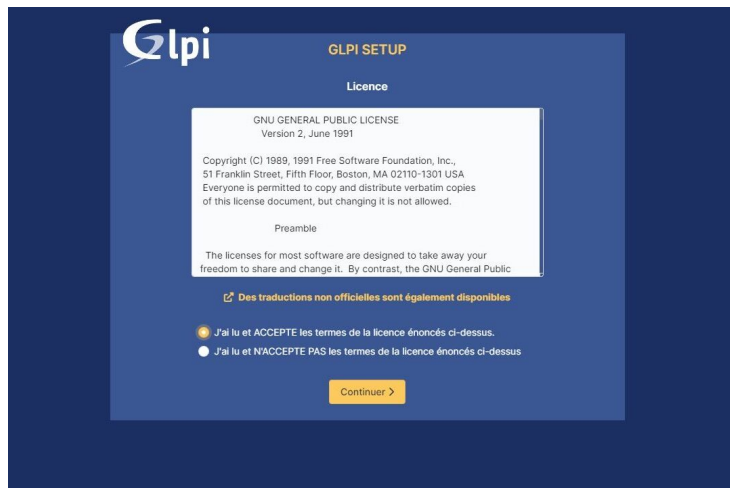 Glpi
GLPI SETUP
Licence
GNU GENERAL PUBLIC LICENSE
Version 2, June 1991
Copyright (C) 1989, 1991 Free Software Foundation, Inc.,
51 Franklin Street, Fifth Floor, Boston, MA 02110-1301 USA
Everyone is permitted to copy and distribute verbatim copies
of this license document, but changing it is not allowed.
Preamble
The licenses for most software are designed to take away your
freedom to share and change it. By contrast, the GNU General Public
Des traductions non officielles sont également disponibles
J'ai lu et ACCEPTE les termes de la licence énoncés ci-dessus.
J'ai lu et N'ACCEPTE PAS les termes de la licence énoncés ci-dessus
Continuer